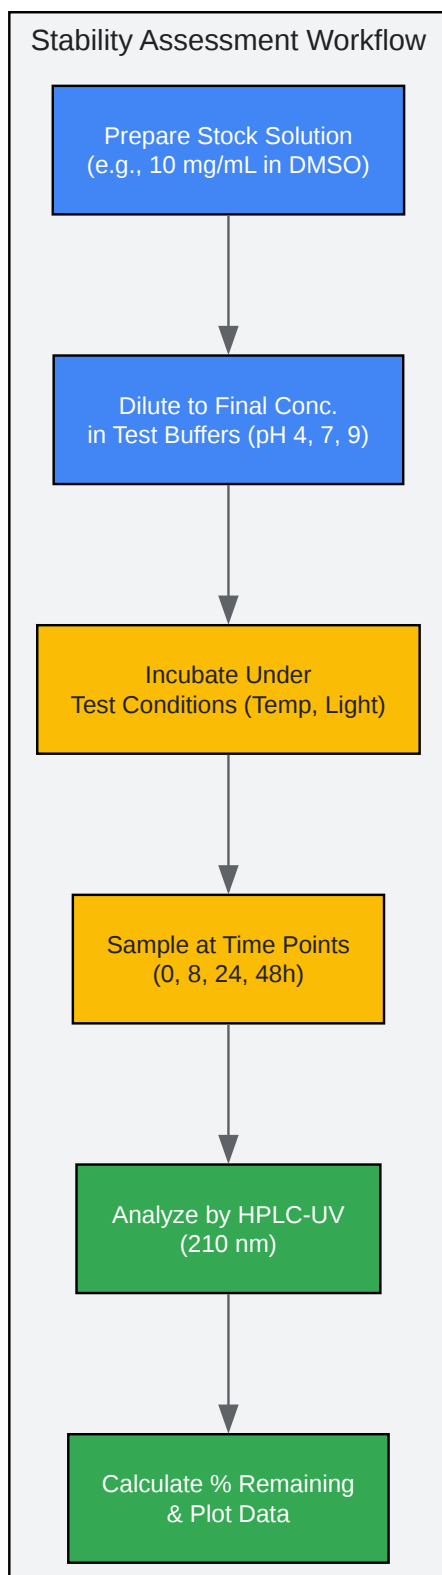 Stability Assessment Workflow
Prepare Stock Solution
(e.g., 10 mg/mL in DMSO)
Dilute to Final Conc.
in Test Buffers (pH 4, 7, 9)
Incubate Under
Test Conditions (Temp, Light)
Sample at Time Points
(0, 8, 24, 48h)
Analyze by HPLC-UV
(210 nm)
Calculate % Remaining
& Plot Data